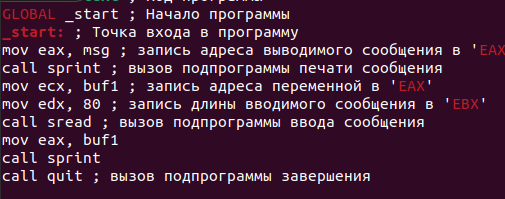 GLOBAL _start ; Начало программы
_start: ; Точка входа в программу
mov eax, msg ; запись адреса выводимого сообщения в 'EAX
call sprint ; вызов подпрограммы печати сообщения
mov ecx, buf1 ; запись адреса переменной в 'EAX'
mov edx, 80 ; запись длины вводимого сообщения в 'EBX'
call sread ; вызов подпрограммы ввода сообщения
mov eax, buf1
call sprint
call quit ; вызов подпрограммы завершения